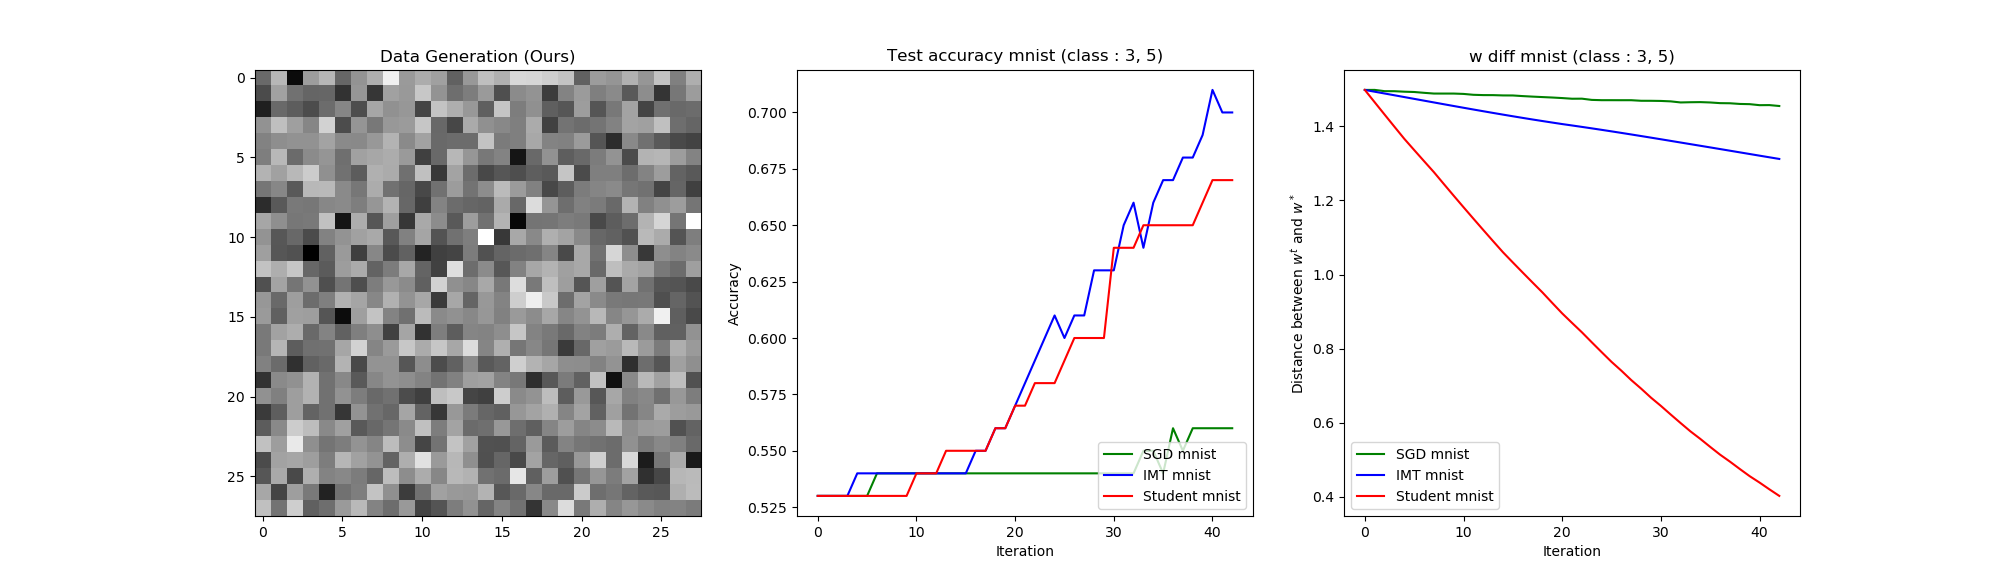 Data Generation (Ours)
0
5
10
15
20
25
0 5 10 15 20 25
Test accuracy mnist (class : 3, 5)
Accuracy
0.700
0.675
0.650
0.625
0.600
0.575
0.550
0.525
SGD mnist
IMT mnist
Student mnist
0 10 20 30 40
Iteration
w diff mnist (class : 3, 5)
Distance between w^t and w^*
1.4
1.2
1.0
0.8
0.6
0.4
SGD mnist
IMT mnist
Student mnist
0 10 20 30 40
Iteration